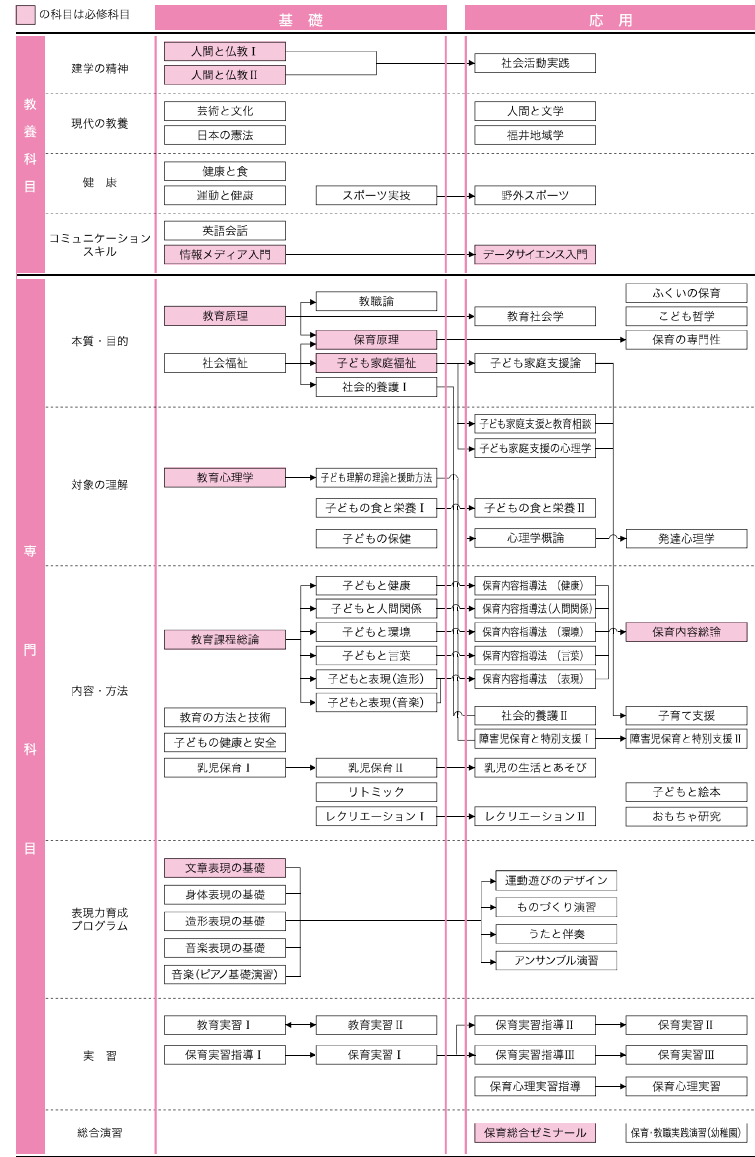 の科目は必修科目
基 礎
応 用
教養科目
建学の精神
人間と仏教Ⅰ
人間と仏教Ⅱ
社会活動実践
現代の教養
芸術と文化
人間と文学
日本の憲法
福井地域学
健 康
健康と食
運動と健康
スポーツ実技
野外スポーツ
コミュニケーション
スキル
英語会話
情報メディア入門
データサイエンス入門
専門科目
本質・目的
教職論
ふくいの保育
教育原理
教育社会学
こども哲学
保育原理
保育の専門性
社会福祉
子ども家庭福祉
子ども家庭支援論
社会的養護Ⅰ
対象の理解
子ども家庭支援と教育相談
子ども家庭支援の心理学
教育心理学
子ども理解の理論と援助方法
子どもの食と栄養Ⅰ
子どもの食と栄養Ⅱ
子どもの保健
心理学概論
発達心理学
内容・方法
子どもと健康
保育内容指導法 (健康)
子どもと人間関係
保育内容指導法(人間関係)
教育課程総論
子どもと環境
保育内容指導法 (環境)
保育内容総論
子どもと言葉
保育内容指導法 (言葉)
子どもと表現(造形)
保育内容指導法 (表現)
子どもと表現(音楽)
教育の方法と技術
社会的養護Ⅱ
子育て支援
子どもの健康と安全
障害児保育と特別支援Ⅰ
障害児保育と特別支援Ⅱ
乳児保育Ⅰ
乳児保育Ⅱ
乳児の生活とあそび
リトミック
子どもと絵本
レクリエーションⅠ
レクリエーションⅡ
おもちゃ研究
表現力育成
プログラム
文章表現の基礎
運動遊びのデザイン
身体表現の基礎
ものづくり演習
造形表現の基礎
うたと伴奏
音楽表現の基礎
アンサンブル演習
音楽(ピアノ基礎演習)
実 習
教育実習Ⅰ
教育実習Ⅱ
保育実習指導Ⅱ
保育実習Ⅱ
保育実習指導Ⅰ
保育実習Ⅰ
保育実習指導Ⅲ
保育実習Ⅲ
保育心理実習指導
保育心理実習
総合演習
保育総合ゼミナール
保育・教職実践演習(幼稚園)